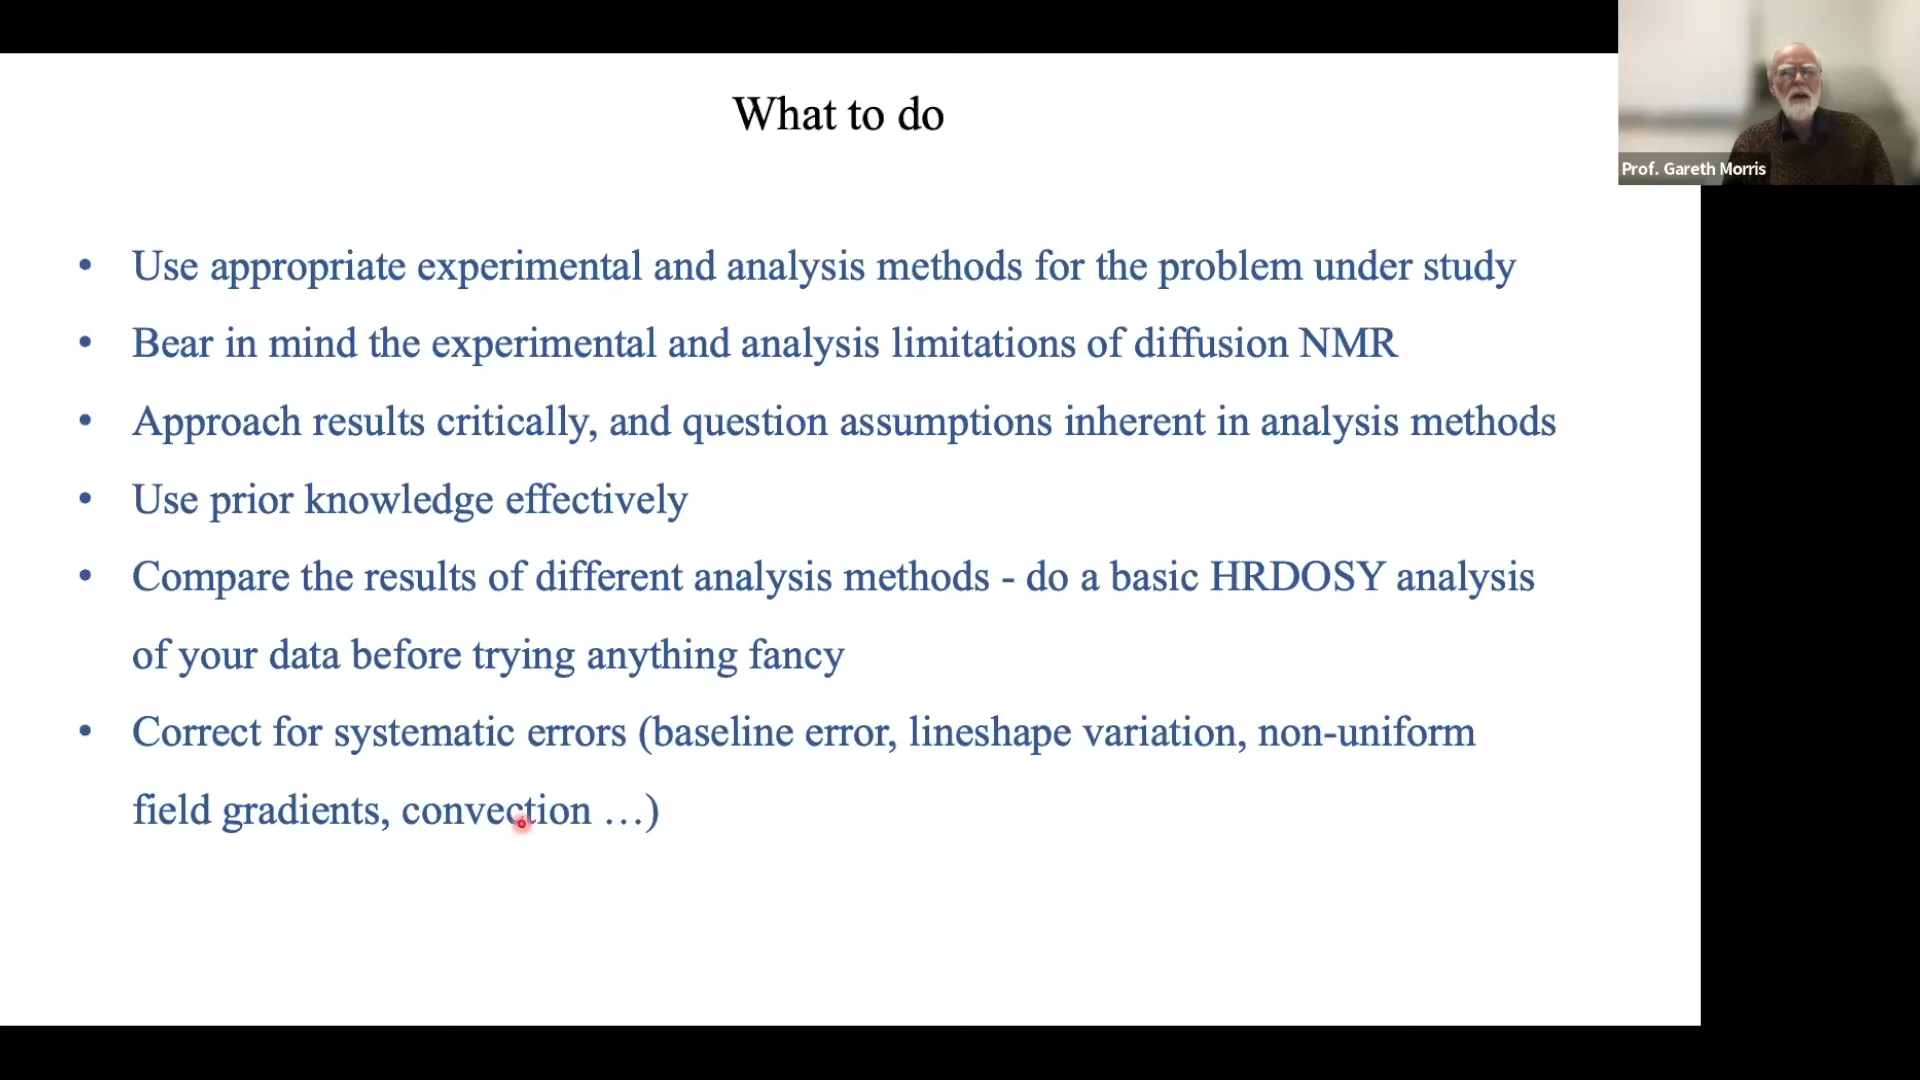 What to do
Prof. Gareth Morris
• Use appropriate experimental and analysis methods for the problem under study
• Bear in mind the experimental and analysis limitations of diffusion NMR
• Approach results critically, and question assumptions inherent in analysis methods
• Use prior knowledge effectively
• Compare the results of different analysis methods - do a basic HRDOSY analysis
of your data before trying anything fancy
• Correct for systematic errors (baseline error, lineshape variation, non-uniform
field gradients, convection …)